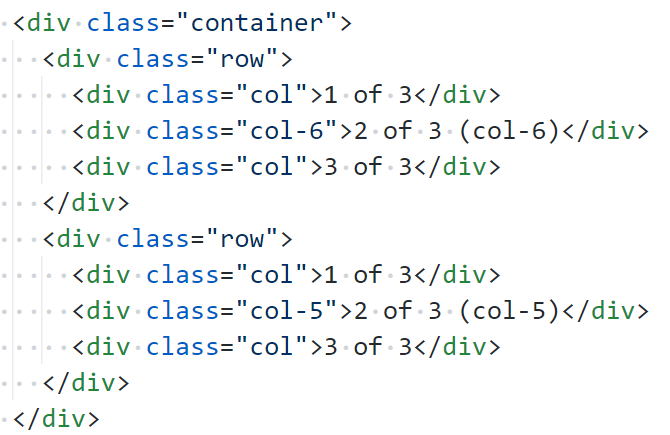 <div class="container">
<div class="row">
<div class="col">1 of 3</div>
<div class="col-6">2 of 3 (col-6)</div>
<div class="col">3 of 3</div>
</div>
<div class="row">
<div class="col">1 of 3</div>
<div class="col-5">2 of 3 (col-5)</div>
<div class="col">3 of 3</div>
</div>
</div>